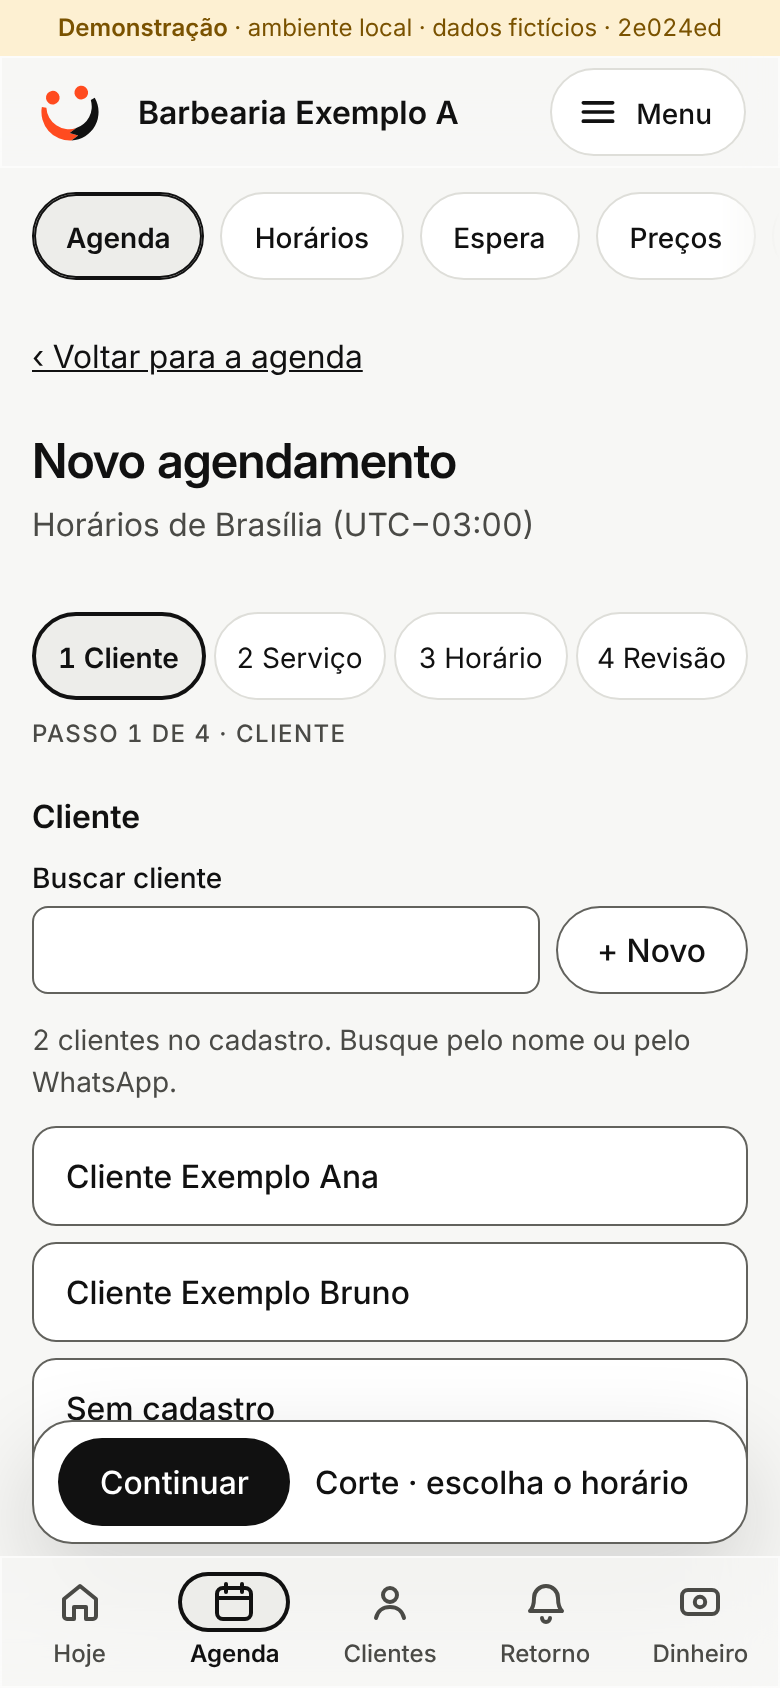 Demonstração · ambiente local · dados fictícios · 2e024ed
Barbearia Exemplo A
Menu
Agenda
Horários
Espera
Preços
‹ Voltar para a agenda
Novo agendamento
Horários de Brasília (UTC−03:00)
1 Cliente
2 Serviço
3 Horário
4 Revisão
PASSO 1 DE 4 · CLIENTE
Cliente
Buscar cliente
+ Novo
2 clientes no cadastro. Busque pelo nome ou pelo
WhatsApp.
Cliente Exemplo Ana
Cliente Exemplo Bruno
Sem cadastro
Continuar
Corte · escolha o horário
Hoje
Agenda
Clientes
Retorno
Dinheiro